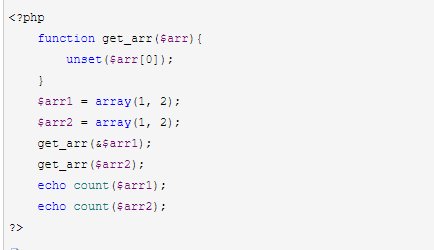 <?php
function get_arr($arr){
unset($arr[0]);
}
$arr1 = array(1, 2);
$arr2 = array(1, 2);
get_arr(&$arr1);
get_arr($arr2);
echo count($arr1);
echo count($arr2);
?>